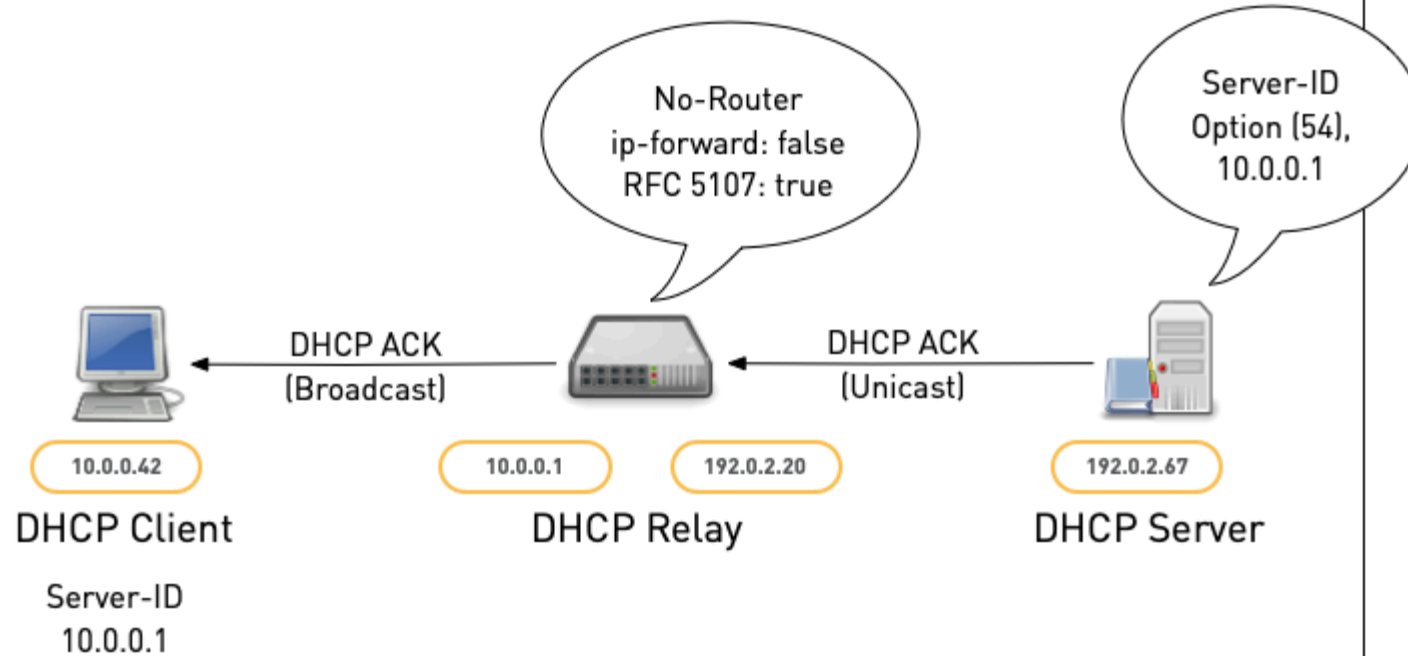 No-Router
ip-forward: false
RFC 5107: true
Server-ID
Option (54),
10.0.0.1
DHCP ACK
(Broadcast)
DHCP ACK
(Unicast)
10.0.0.42
10.0.0.1
192.0.2.20
192.0.2.67
DHCP Client
DHCP Relay
DHCP Server
Server-ID
10.0.0.1